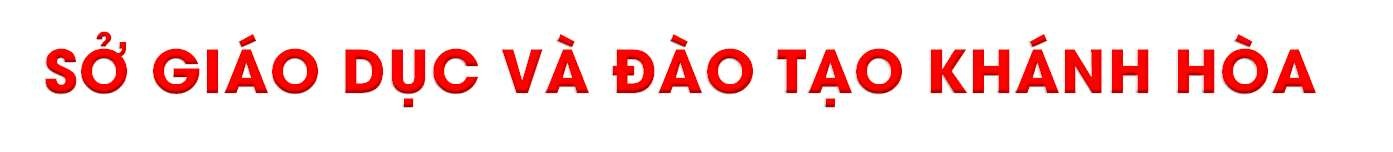 SỞ GIÁO DỤC VÀ ĐÀO TẠO KHÁNH HÒA